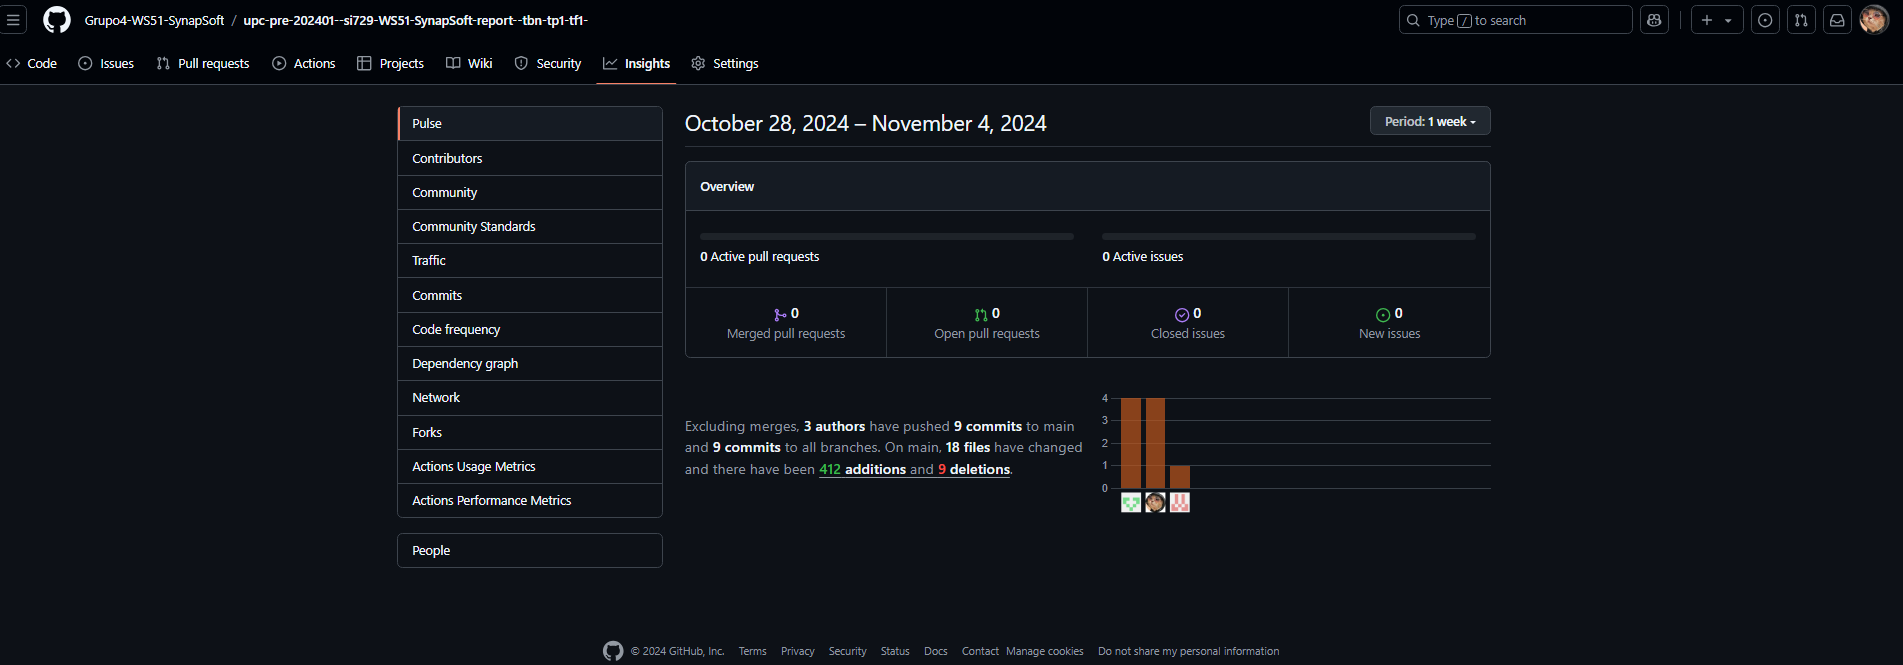 Grupo4-WS51-SynapSoft / upc-pre-202401--si729-WS51-SynapSoft-report--tbn-tp1-tf1-
Type / to search
Code Issues Pull requests Actions Projects Wiki Security Insights Settings
Pulse
Contributors
Community
Community Standards
Traffic
Commits
Code frequency
Dependency graph
Network
Forks
Actions Usage Metrics
Actions Performance Metrics
People
October 28, 2024 – November 4, 2024
Period: 1 week
Overview
0 Active pull requests
0 Active issues
0
Merged pull requests
0
Open pull requests
0
Closed issues
0
New issues
Excluding merges, 3 authors have pushed 9 commits to main
and 9 commits to all branches. On main, 18 files have changed
and there have been 412 additions and 9 deletions.
4
3
2
1
0
© 2024 GitHub, Inc. Terms Privacy Security Status Docs Contact Manage cookies Do not share my personal information